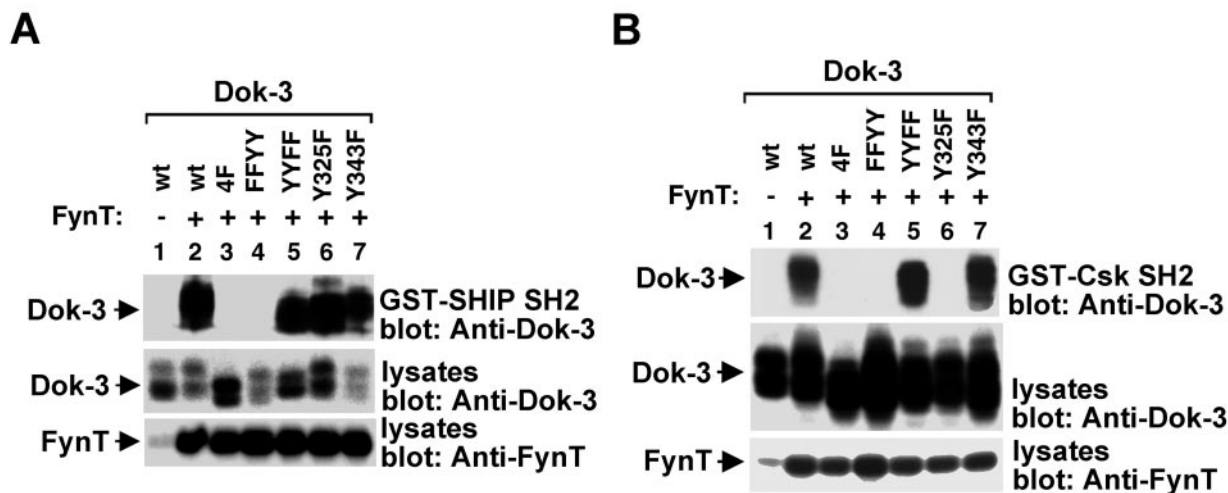 A
Dok-3
wt
wt
4F
FFYY
YYFF
Y325F
Y343F
FynT: - + + + + + +
1 2 3 4 5 6 7
Dok-3
GST-SHIP SH2
blot: Anti-Dok-3
Dok-3
lysates
blot: Anti-Dok-3
FynT
lysates
blot: Anti-FynT
B
Dok-3
wt
wt
4F
FFYY
YYFF
Y325F
Y343F
FynT: - + + + + + +
1 2 3 4 5 6 7
Dok-3
GST-Csk SH2
blot: Anti-Dok-3
Dok-3
lysates
blot: Anti-Dok-3
FynT
lysates
blot: Anti-FynT